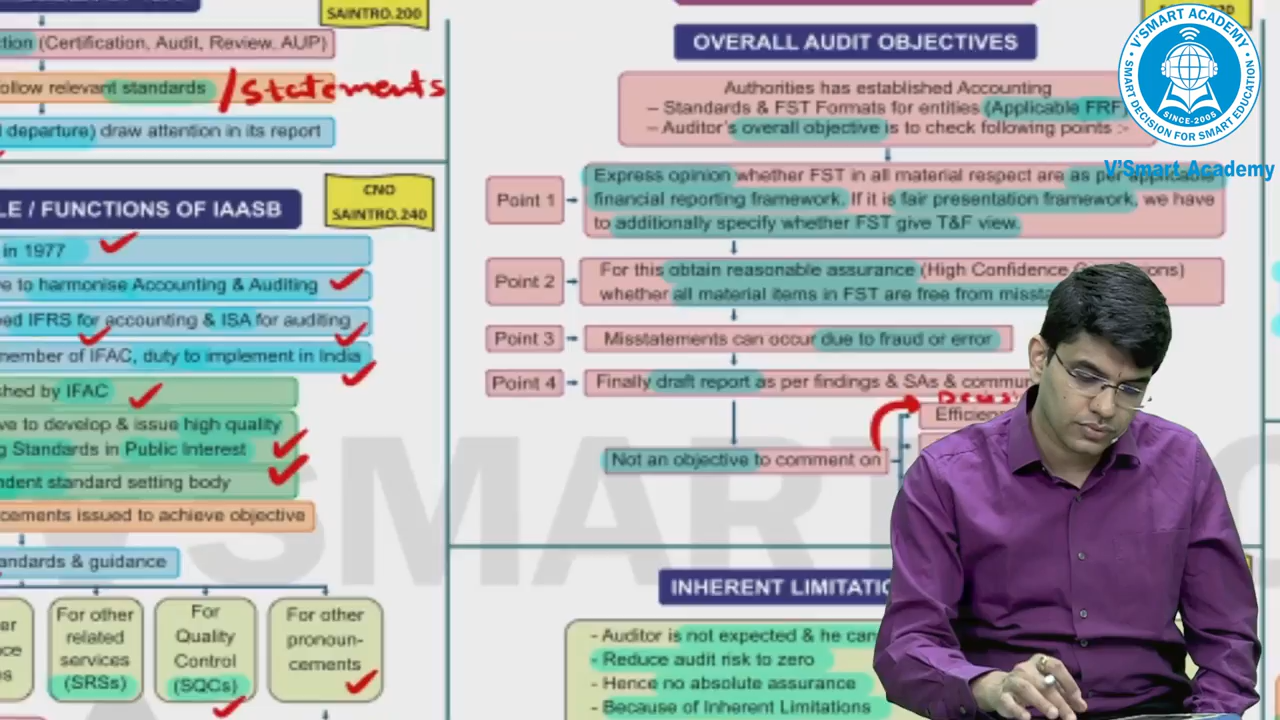 SAINTRO.200
ction (Certification, Audit, Review, AUP)
ollow relevant standards
/Statements
l departure) draw attention in its report
CNO
SAINTRO.240
LE / FUNCTIONS OF IAASB
in 1977
ve to harmonise Accounting & Auditing
ed IFRS for accounting & ISA for auditing
member of IFAC, duty to implement in India
shed by IFAC
ve to develop & issue high quality
g Standards in Public Interest
ndent standard setting body
cements issued to achieve objective
andards & guidance
For other
related
services
(SRSs)
For
Quality
Control
(SQCs)
For other
pronoun-
cements
OVERALL AUDIT OBJECTIVES
Authorities has established Accounting
– Standards & FST Formats for entities (Applicable FRF)
– Auditor's overall objective is to check following points :-
Point 1
Express opinion whether FST in all material respect are as per applicable
financial reporting framework. If it is fair presentation framework, we have
to additionally specify whether FST give T&F view.
Point 2
For this obtain reasonable assurance (High Confidence
whether all material items in FST are free from
Point 3
Misstatements can occur due to fraud or error
Point 4
Finally draft report as per findings & SAs &
Not an objective to comment on
INHERENT
- Auditor is not expected & he
- Reduce audit risk to zero
- Hence no absolute assurance
- Because of Inherent Limitations
V'SMART ACADEMY
SMART DECISION FOR SMART EDUCATION
SINCE-2005
V'Smart Academy